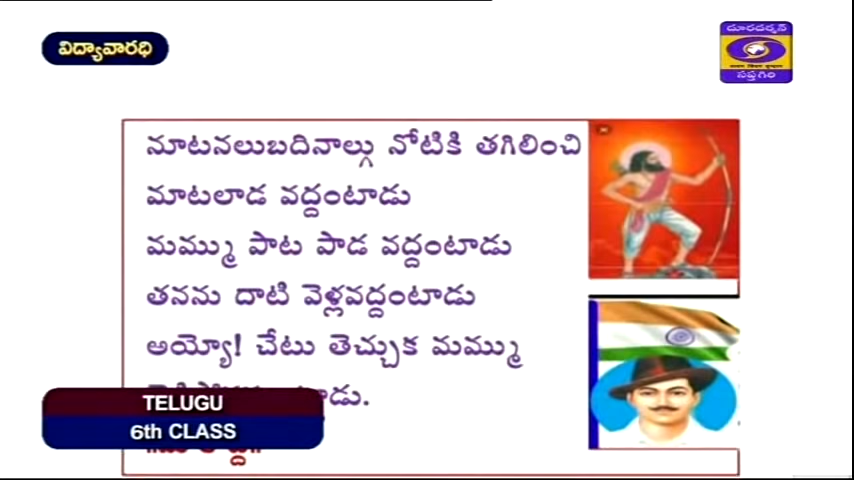 విద్యావారధి
దూరదర్శన్
సప్తగిరి
నూటనలుబదినాల్గు నోటికి తగిలించి
మాటలాడ వద్దంటాడు
మమ్ము పాట పాడ వద్దంటాడు
తనను దాటి వెళ్లవద్దంటాడు
అయ్యో! చేటు తెచ్చుక మమ్ము
TELUGU
6th CLASS